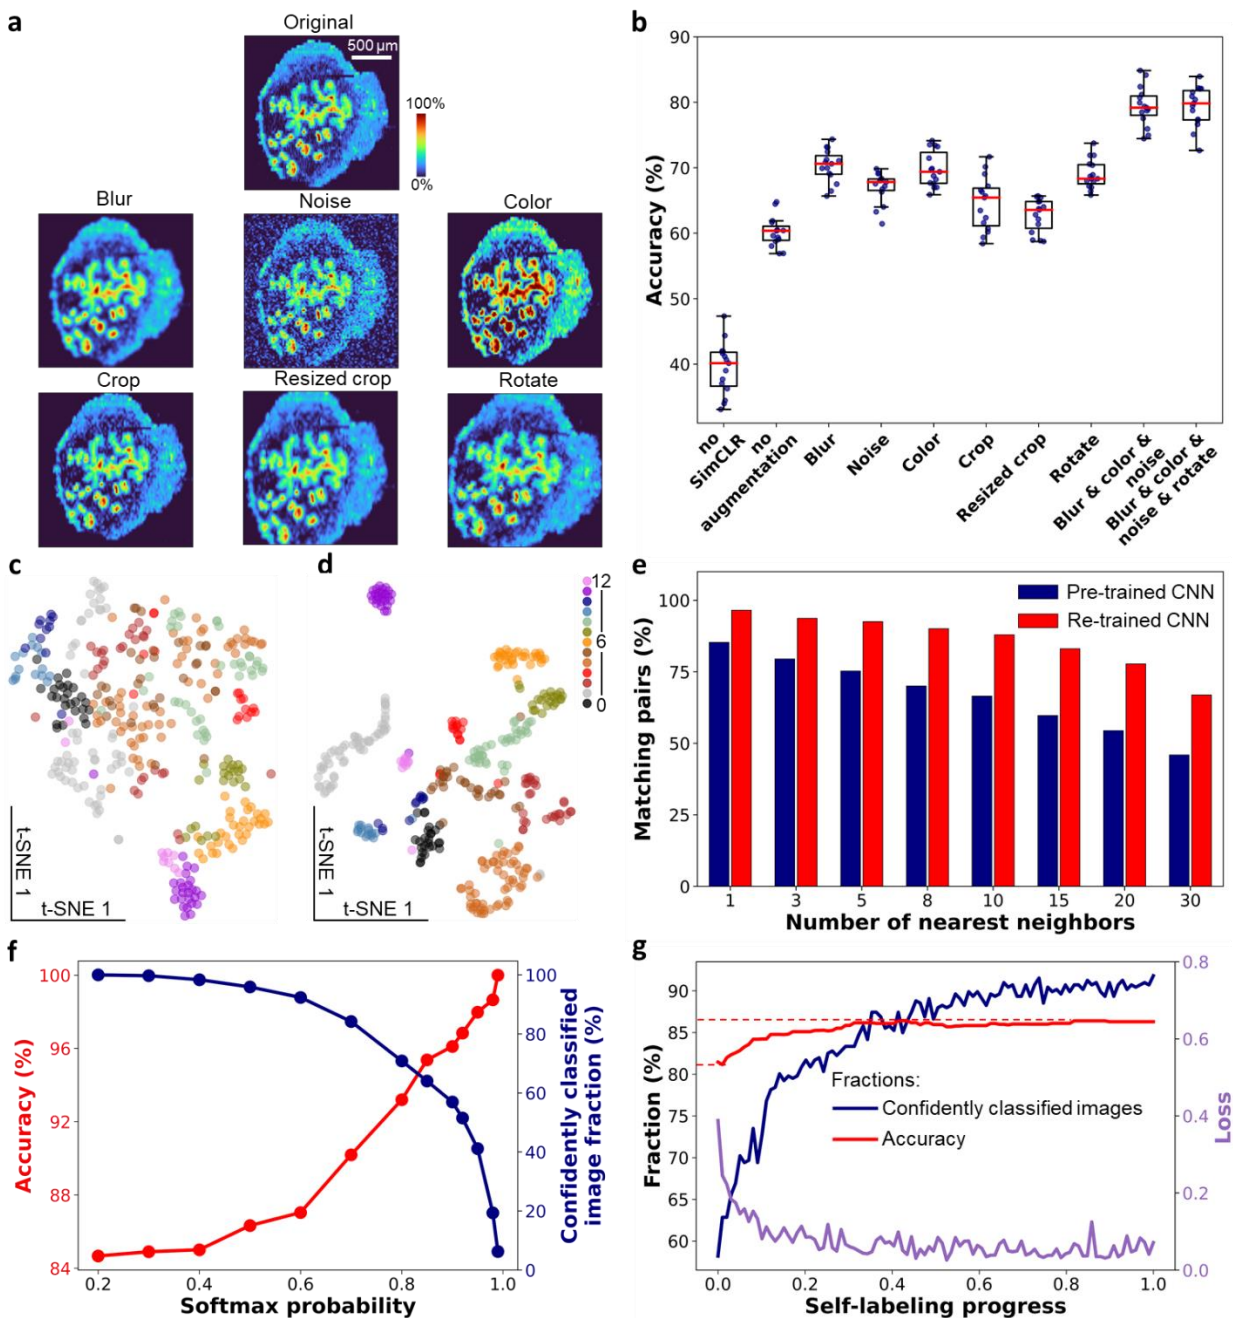 a
Original
500 µm
100%
0%
Blur
Noise
Color
Crop
Resized crop
Rotate
b
Accuracy (%)
90
80
70
60
50
40
no
SimCLR
no
augmentation
Blur
Noise
Color
Crop
Resized crop
Rotate
Blur & color &
noise
Blur & color &
noise & rotate
c
t-SNE 1
t-SNE 1
d
12
6
0
t-SNE 1
t-SNE 1
e
Matching pairs (%)
100
75
50
25
0
Pre-trained CNN
Re-trained CNN
1 3 5 8 10 15 20 30
Number of nearest neighbors
f
Accuracy (%)
100
96
92
88
84
Confidently classified
image fraction (%)
100
80
60
40
20
0
0.2 0.4 0.6 0.8 1.0
Softmax probability
g
Fraction (%)
90
85
80
75
70
65
60
Fractions:
Confidently classified images
Accuracy
Loss
0.8
0.6
0.4
0.2
0.0
0.0 0.2 0.4 0.6 0.8 1.0
Self-labeling progress